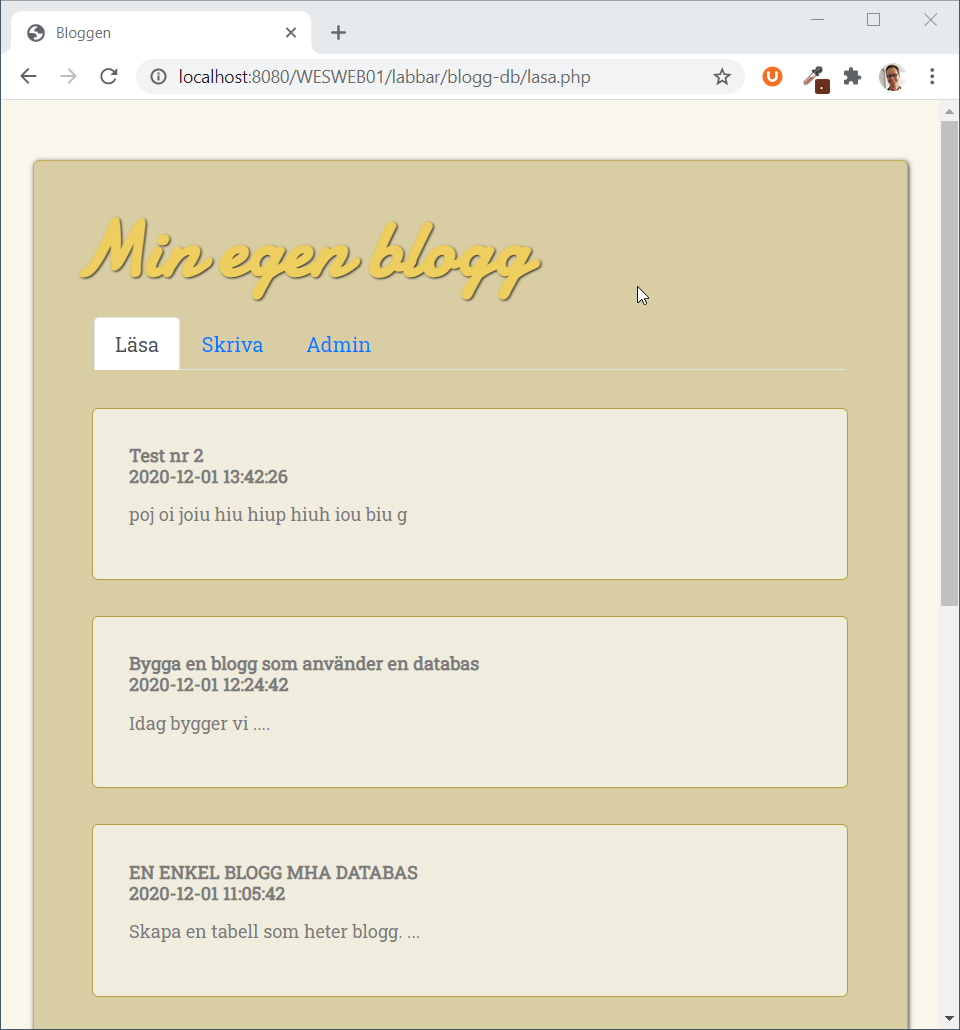 Bloggen
localhost:8080/WESWEB01/labbar/blogg-db/lasa.php
Min egen blogg
Läsa Skriva Admin
Test nr 2
2020-12-01 13:42:26
poj oi joiu hiu hiup hiuh iou biu g
Bygga en blogg som använder en databas
2020-12-01 12:24:42
Idag bygger vi ....
EN ENKEL BLOGG MHA DATABAS
2020-12-01 11:05:42
Skapa en tabell som heter blogg. ...